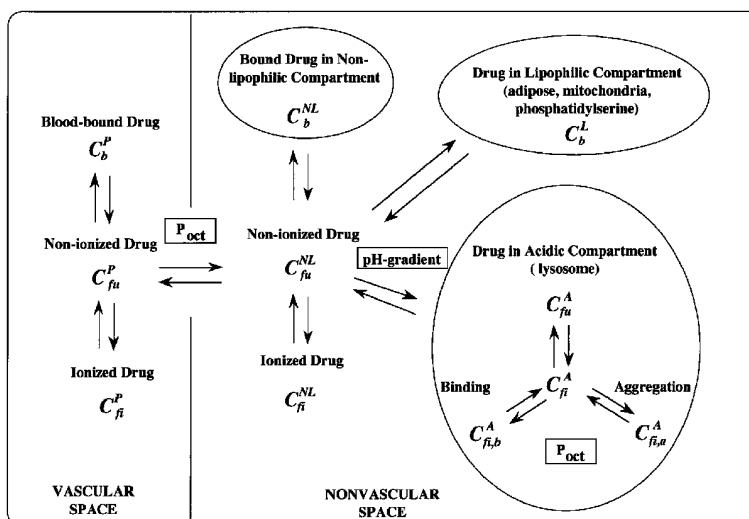 Blood-bound Drug
C_b^P
Non-ionized Drug
C_fu^P
Ionized Drug
C_fi^P
VASCULAR
SPACE
P_oct
Bound Drug in Non-
lipophilic Compartment
C_b^NL
Non-ionized Drug
C_fu^NL
Ionized Drug
C_fi^NL
pH-gradient
Drug in Lipophilic Compartment
(adipose, mitochondria,
phosphatidylserine)
C_b^L
Drug in Acidic Compartment
( lysosome)
C_fu^A
C_fi^A
Binding
C_fi,b^A
Aggregation
C_fi,a^A
P_oct
NONVASCULAR
SPACE